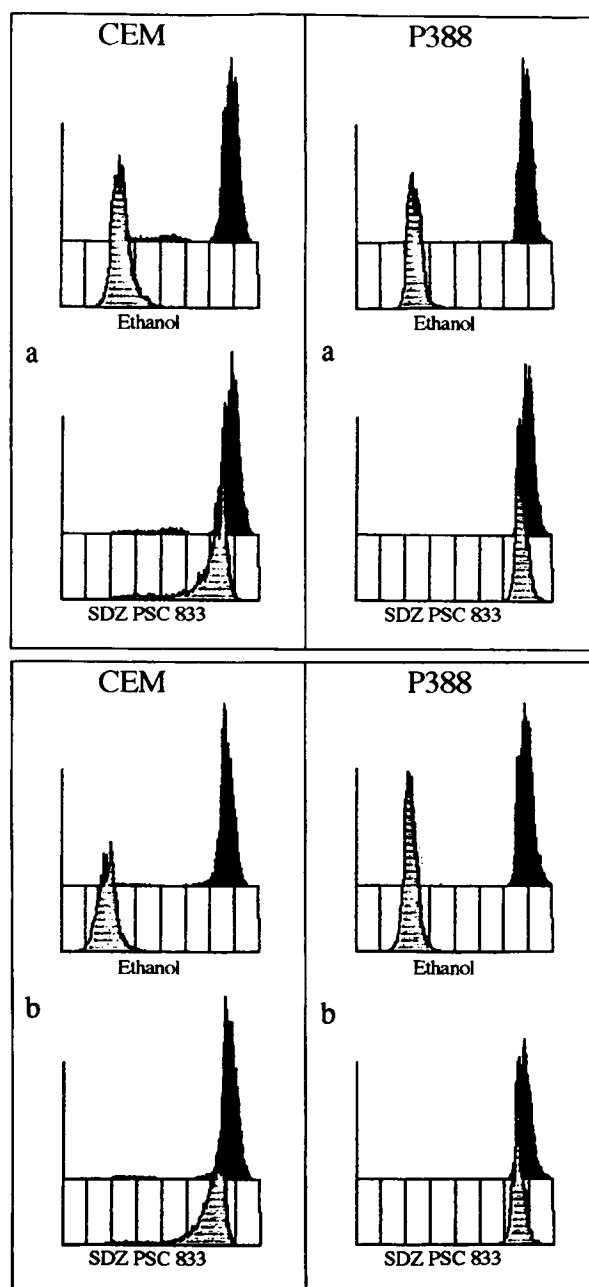 CEM P388
Ethanol Ethanol
a a
SDZ PSC 833 SDZ PSC 833
CEM P388
Ethanol Ethanol
b b
SDZ PSC 833 SDZ PSC 833